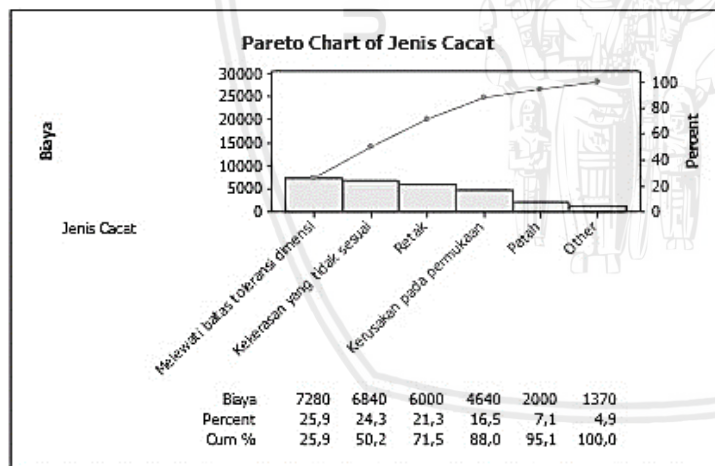 Pareto Chart of Jenis Cacat
30000
25000
20000
15000
10000
5000
0
Biaya
100
80
60
40
20
0
Percent
Jenis Cacat
Melewati batas toleransi dimensi
Kekerasan yang tidak sesuai
Retak
Kerusakan pada permukaan
Patah
Other
Biaya 7280 6840 6000 4640 2000 1370
Percent 25,9 24,3 21,3 16,5 7,1 4,9
Cum % 25,9 50,2 71,5 88,0 95,1 100,0